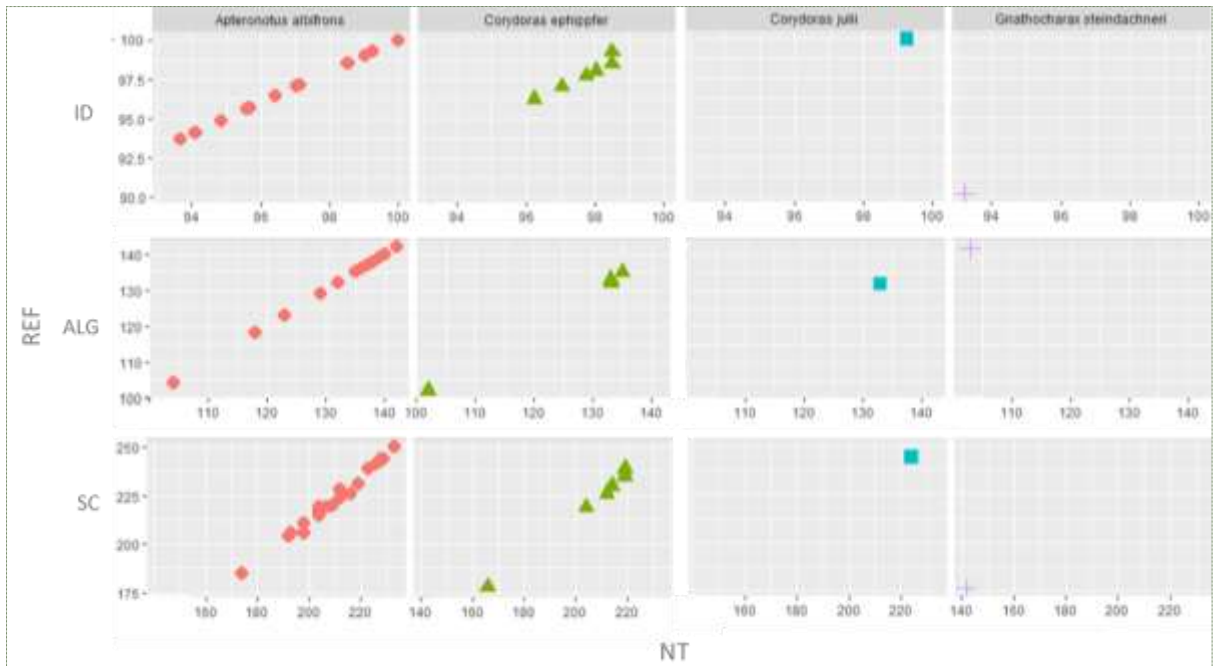 Apteronotus albifrons Corydoras ephippfer Corydoras julii Gnathocharax steindachneri
100
97.5
ID
95.0
92.5
90.0
94 96 98 100 94 96 98 100 94 96 98 100 94 96 98 100
140
130
REF ALG
120
110
100
110 120 130 140 100 120 130 140 110 120 130 140 110 120 130 140
250
225
SC
200
175
160 180 200 220 140 160 200 220 160 180 200 220 140 160 180 200 220
NT